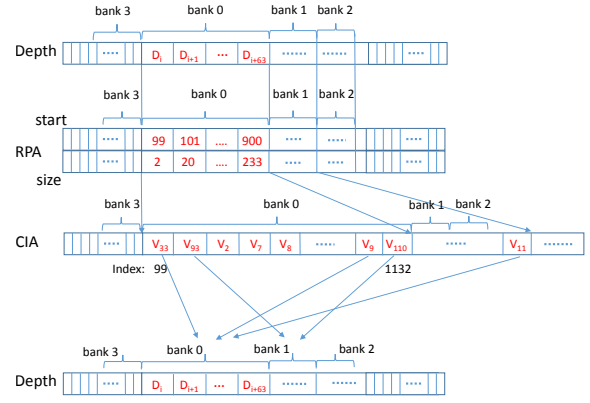 bank 3 bank 0 bank 1 bank 2
Depth .... Di Di+1 ... Di+63 ...... ......
bank 3 bank 0 bank 1 bank 2
start .... 99 101 .... 900 .... .... ....
RPA
size .... 2 20 .... 233 .... .... ....
bank 3 bank 0 bank 1 bank 2
CIA .... V33 V93 V2 V7 V8 ..... V9 V110 ..... V11 .......
Index: 99 1132
bank 3 bank 0 bank 1 bank 2
Depth .... Di Di+1 ... Di+63 ...... ...... ....